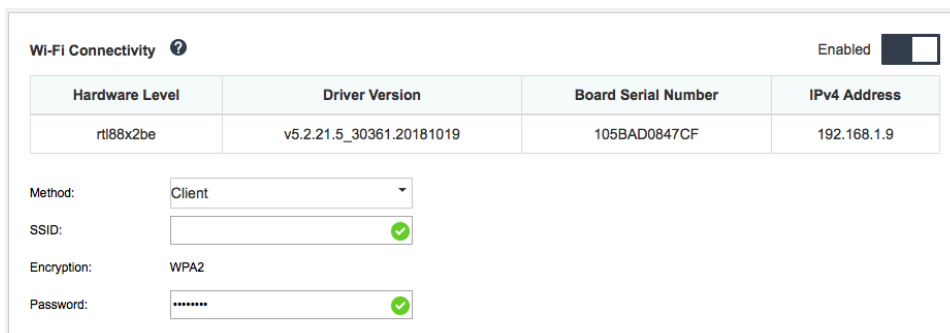 Wi-Fi Connectivity ? Enabled
Hardware Level Driver Version Board Serial Number IPv4 Address
rtl88x2be v5.2.21.5_30361.20181019 105BAD0847CF 192.168.1.9
Method: Client
SSID:
Encryption: WPA2
Password: ••••••••